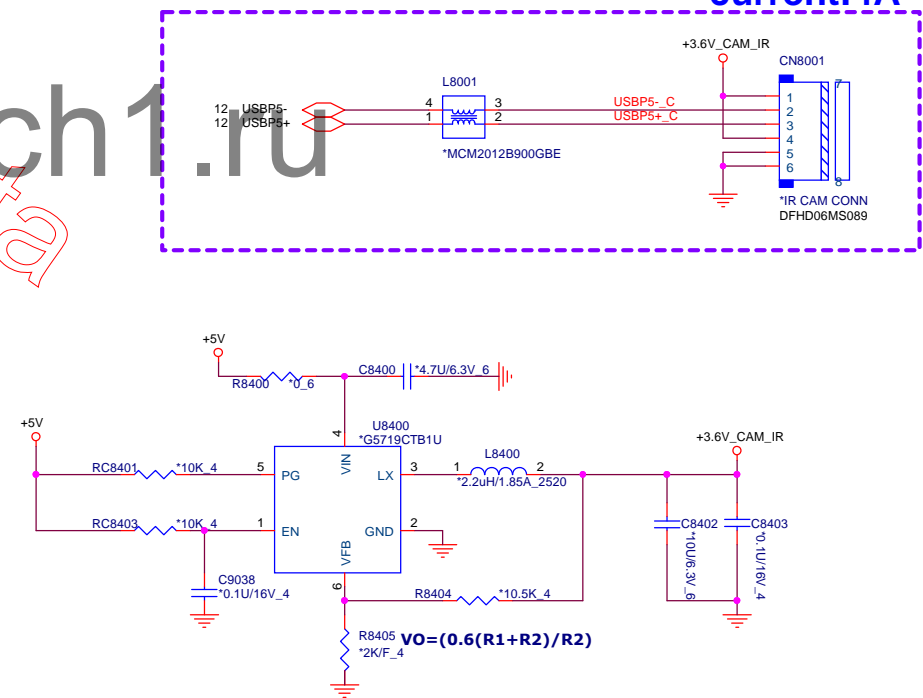 +3.6V_CAM_IR
CN8001
L8001
12 USBP5- 4 3 USBP5-_C 1
12 USBP5+ 1 2 USBP5+_C 2
3
4
5
6
7
8
*MCM2012B900GBE
*IR CAM CONN
DFHD06MS089
ch1.ru
+5V
R8400 *0_6
C8400 *4.7U/6.3V_6
U8400
*G5719CTB1U
+5V
+3.6V_CAM_IR
4
VIN
RC8401 *10K_4 5 PG
LX 3
1 L8400 2
*2.2uH/1.85A_2520
RC8403 *10K_4 1 EN
GND 2
VFB
6
C8402
*10U/6.3V_6
C8403
*0.1U/16V_4
C9038
*0.1U/16V_4
R8404 *10.5K_4
R8405
*2K/F_4
VO=(0.6(R1+R2)/R2)